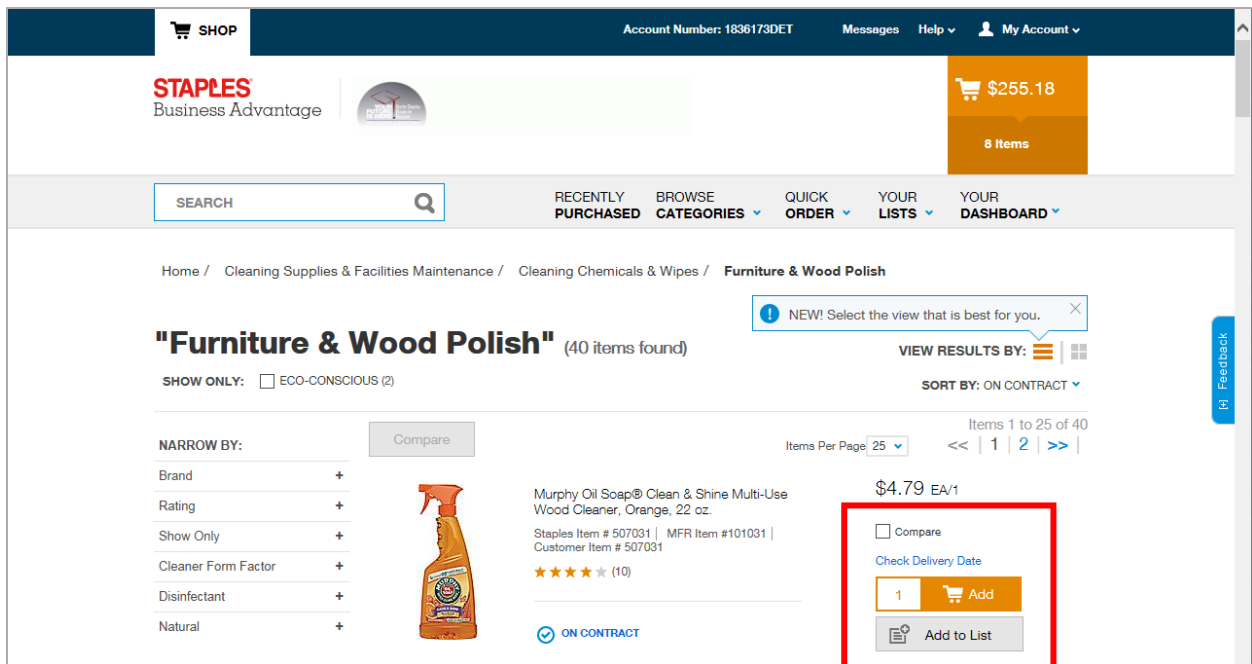 SHOP
Account Number: 1836173DET
Messages
Help
My Account
STAPLES
Business Advantage
$255.18
8 Items
SEARCH
RECENTLY PURCHASED
BROWSE CATEGORIES
QUICK ORDER
YOUR LISTS
YOUR DASHBOARD
Home / Cleaning Supplies & Facilities Maintenance / Cleaning Chemicals & Wipes / Furniture & Wood Polish
! NEW! Select the view that is best for you.
"Furniture & Wood Polish" (40 items found)
VIEW RESULTS BY:
SHOW ONLY: ECO-CONSCIOUS (2)
SORT BY: ON CONTRACT
[+] Feedback
Items 1 to 25 of 40
NARROW BY:
Compare
Items Per Page 25
<< | 1 | 2 | >> |
Brand +
Rating +
Show Only +
Cleaner Form Factor +
Disinfectant +
Natural +
Murphy Oil Soap® Clean & Shine Multi-Use
Wood Cleaner, Orange, 22 oz.
Staples Item # 507031 | MFR Item #101031 |
Customer Item # 507031
(10)
ON CONTRACT
MURPHY
$4.79 EA/1
Compare
Check Delivery Date
1 Add
Add to List